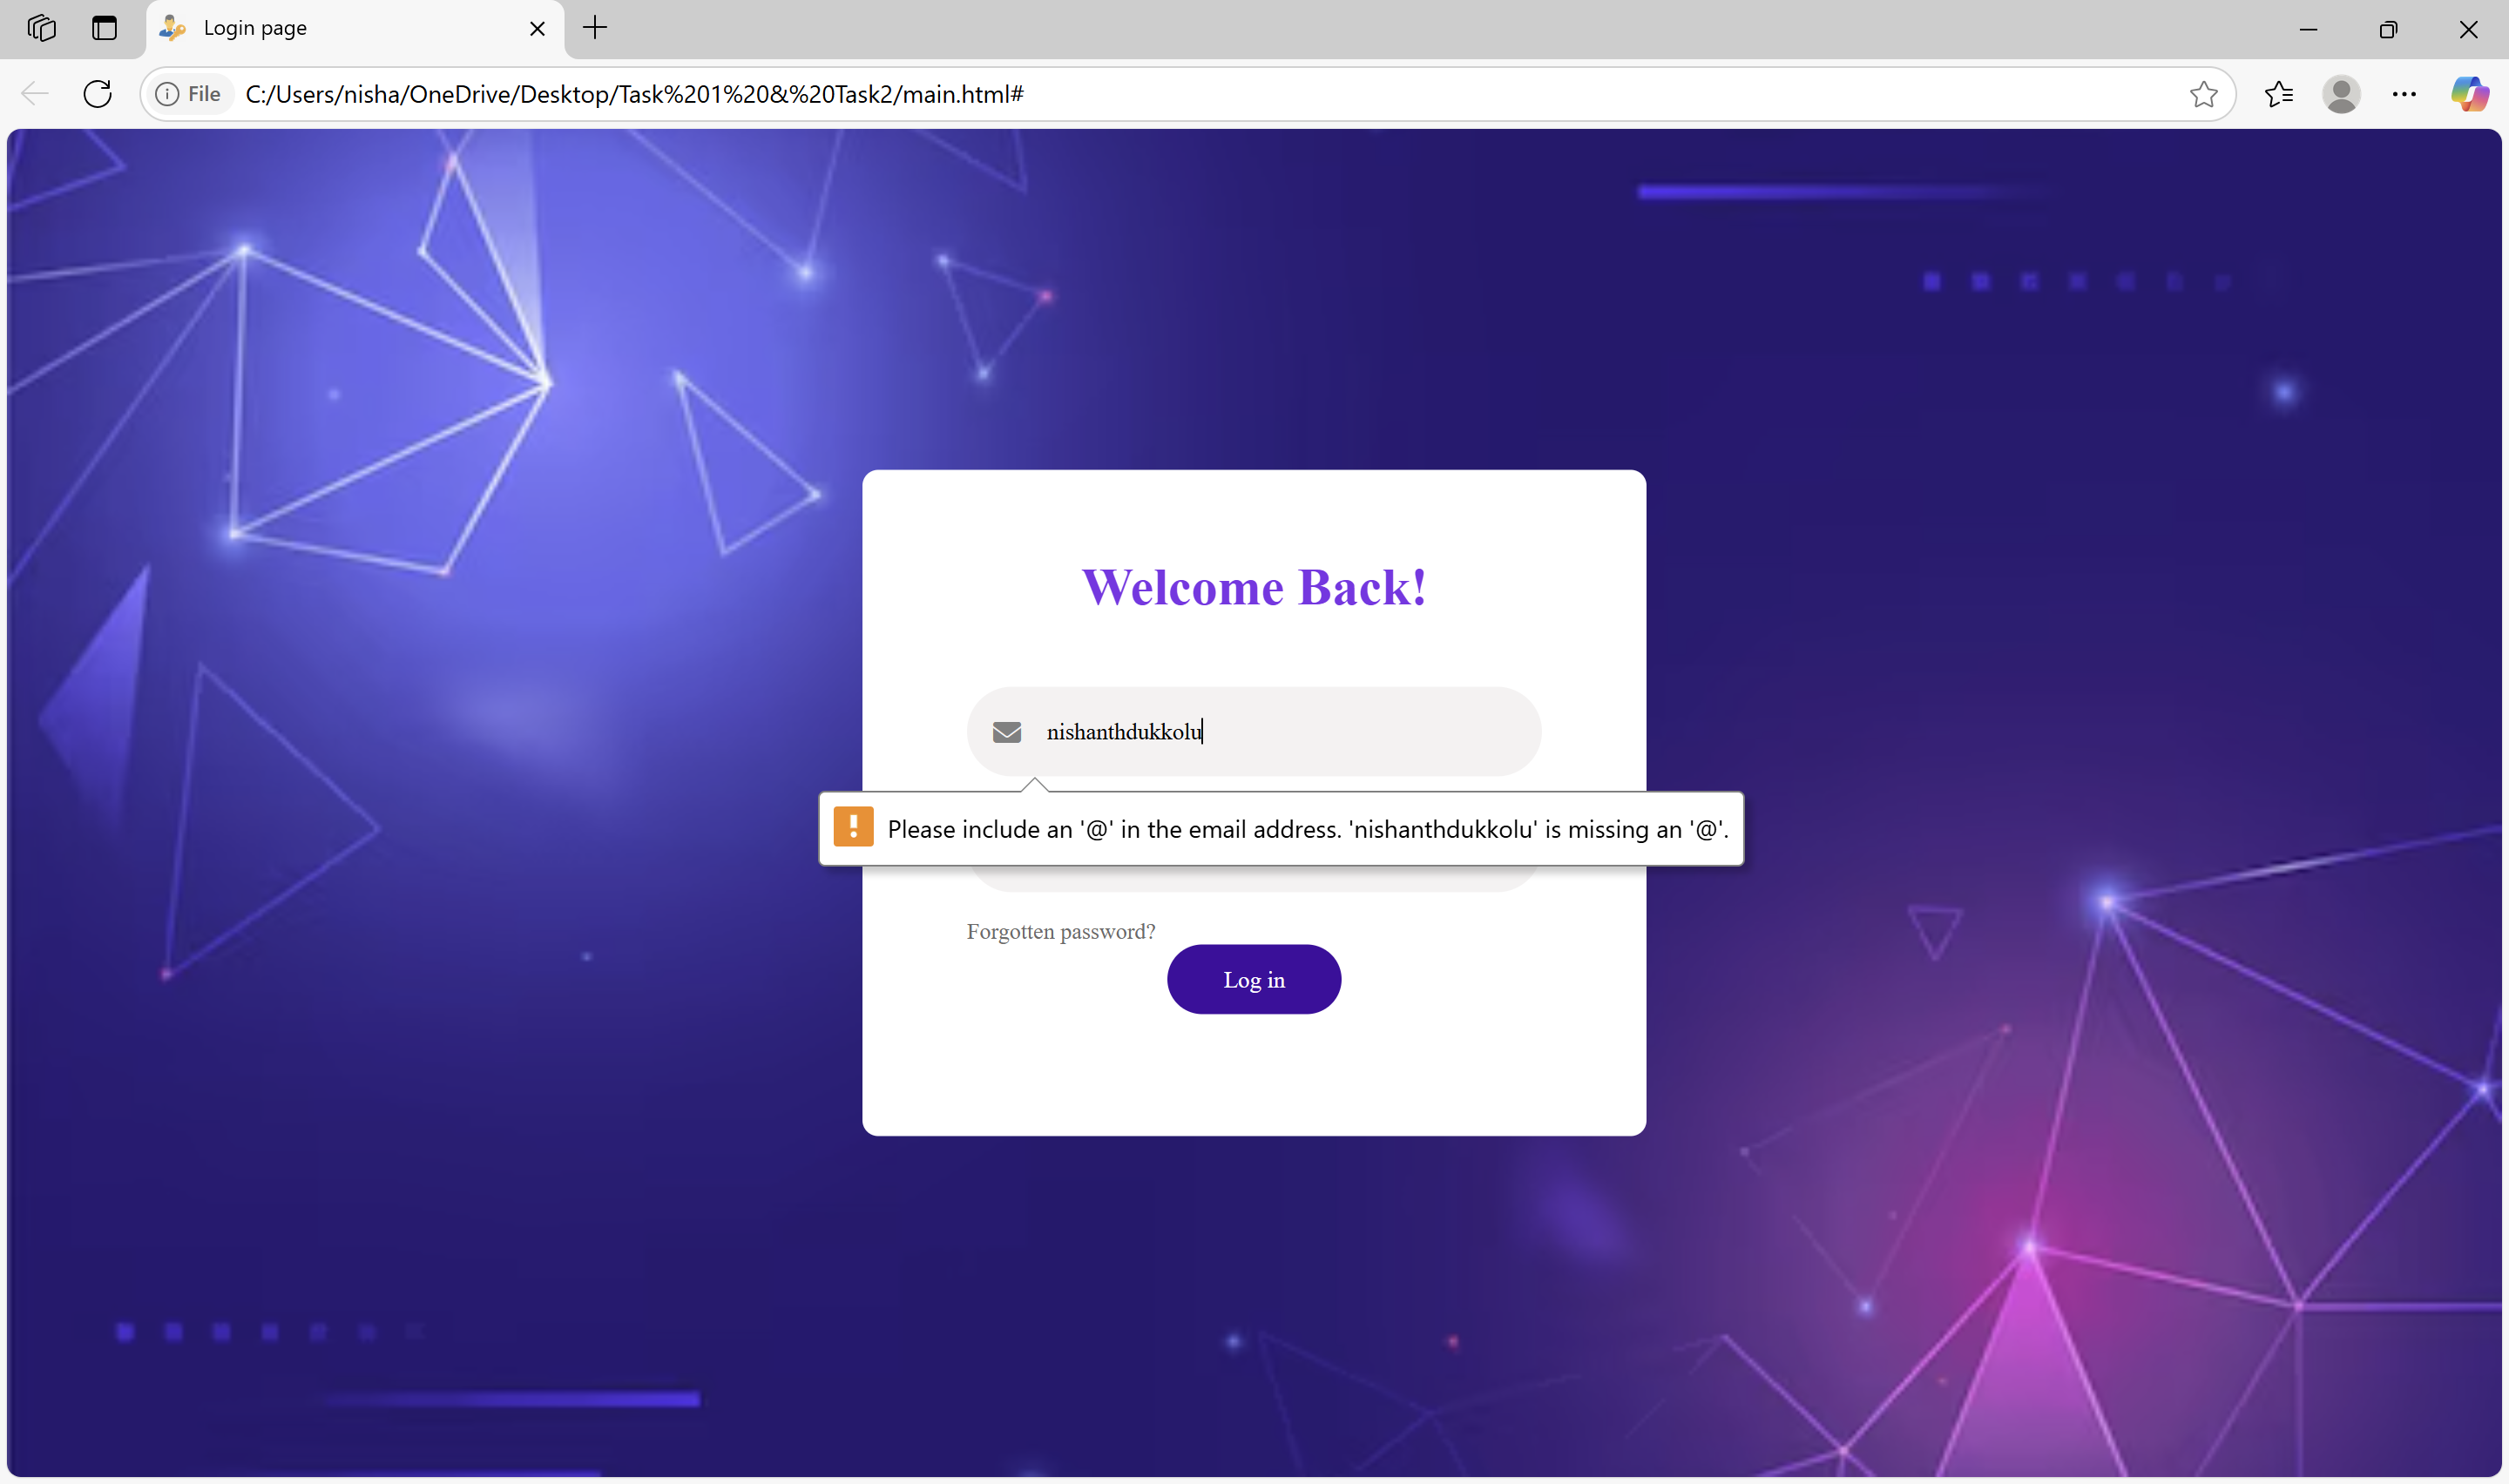 Login page
File C:/Users/nisha/OneDrive/Desktop/Task%201%20&%20Task2/main.html#
Welcome Back!
nishanthdukkolu
Please include an '@' in the email address. 'nishanthdukkolu' is missing an '@'.
Forgotten password?
Log in